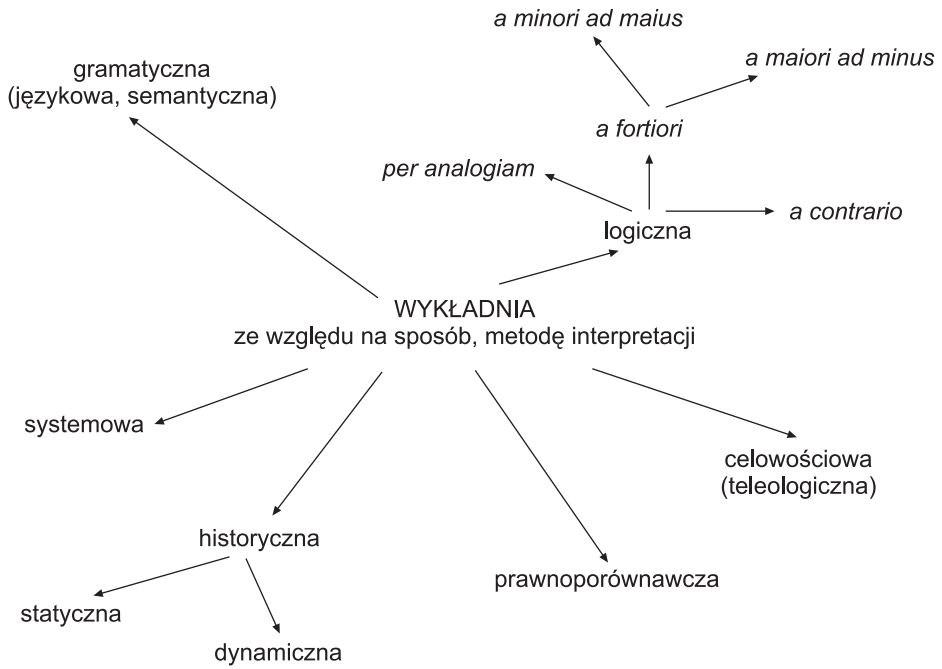 a minori ad maius
a maiori ad minus
gramatyczna
(językowa, semantyczna)
a fortiori
per analogiam
a contrario
logiczna
WYKŁADNIA
ze względu na sposób, metodę interpretacji
systemowa
celowościowa
(teleologiczna)
historyczna
prawnoporównawcza
statyczna
dynamiczna